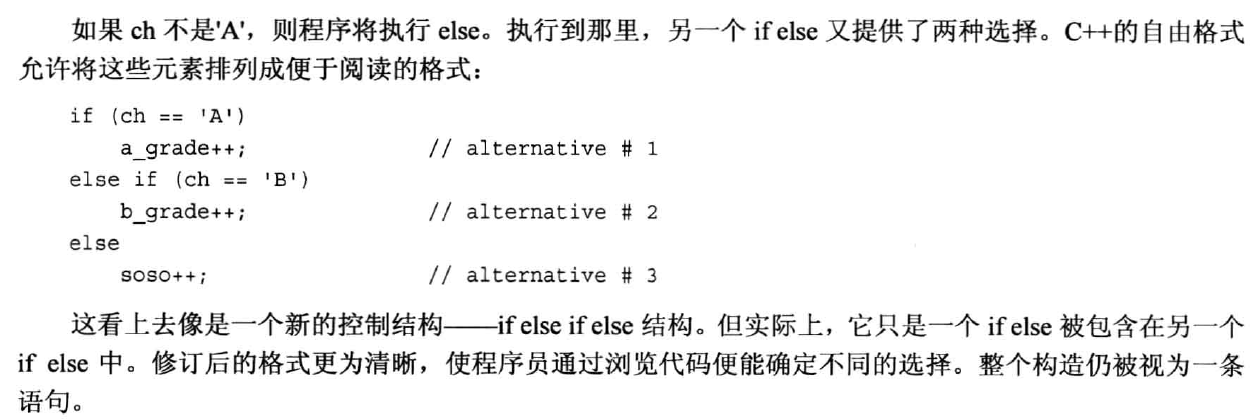 如果 ch 不是'A'，则程序将执行 else。执行到那里，另一个 if else 又提供了两种选择。C++的自由格式
允许将这些元素排列成便于阅读的格式：
if (ch == 'A')
    a_grade++;              // alternative # 1
else if (ch == 'B')
    b_grade++;              // alternative # 2
else
    soso++;                 // alternative # 3
这看上去像是一个新的控制结构——if else if else 结构。但实际上，它只是一个 if else 被包含在另一个
if else 中。修订后的格式更为清晰，使程序员通过浏览代码便能确定不同的选择。整个构造仍被视为一条
语句。